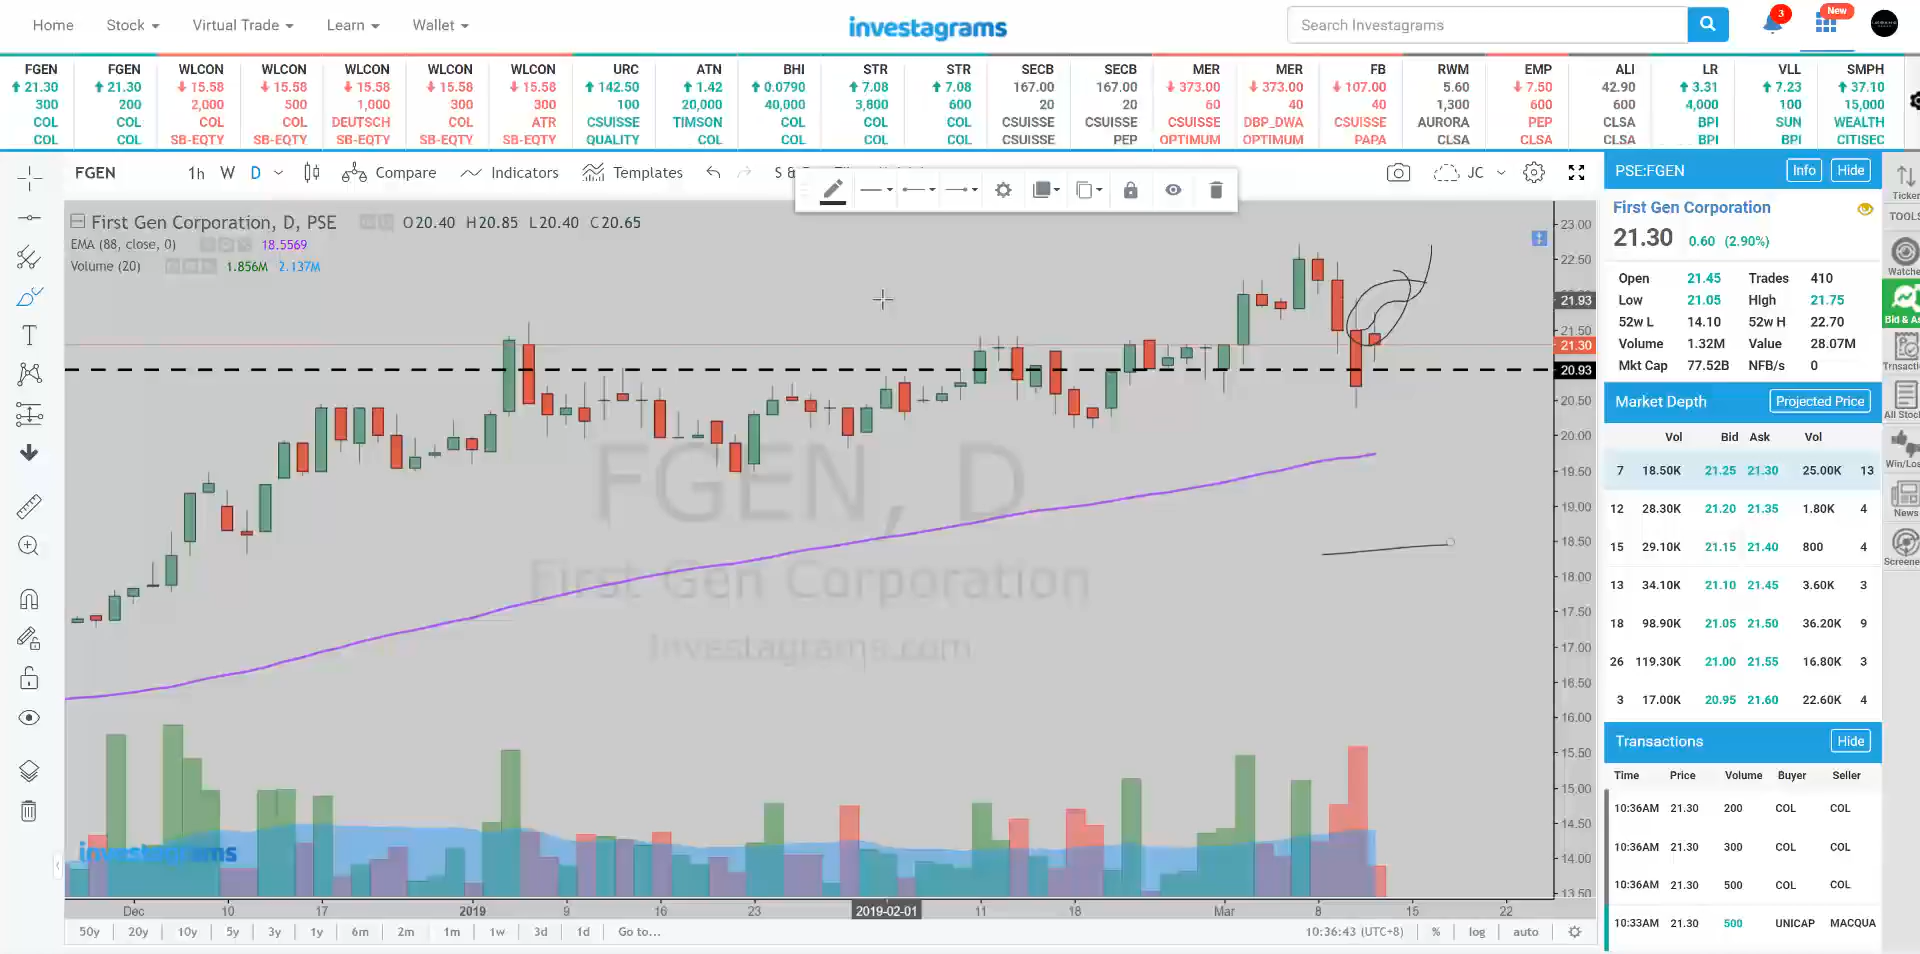 Home Stock Virtual Trade Learn Wallet investagrams Search Investagrams 3 New
FGEN FGEN WLCON WLCON WLCON WLCON WLCON URC ATN BHI STR STR SECB SECB MER MER FB RWM EMP ALI LR VLL SMPH
21.30 21.30 15.58 15.58 15.58 15.58 15.58 142.50 1.42 0.0790 7.08 7.08 167.00 167.00 373.00 373.00 107.00 5.60 7.50 42.90 3.31 7.23 37.10
300 200 2,000 500 1,000 300 300 100 20,000 40,000 3,800 600 20 20 60 40 40 1,300 600 600 4,000 100 15,000
COL COL COL COL DEUTSCH COL ATR CSUISSE TIMSON COL COL COL CSUISSE CSUISSE CSUISSE DBP_DWA CSUISSE AURORA PEP CLSA BPI SUN WEALTH
COL COL SB-EQTY SB-EQTY SB-EQTY SB-EQTY SB-EQTY QUALITY COL COL COL COL CSUISSE PEP OPTIMUM OPTIMUM PAPA CLSA CLSA CLSA BPI BPI CITISEC
FGEN 1h W D Compare Indicators Templates S & JC
First Gen Corporation, D, PSE O20.40 H20.85 L20.40 C20.65
EMA (88, close, 0) 18.5569
Volume (20) 1.856M 2.137M
FGEN, D
First Gen Corporation
Investagrams.com
investagrams
23.00
22.50
21.93
21.50
21.30
20.93
20.50
20.00
19.50
19.00
18.50
18.00
17.50
17.00
16.50
16.00
15.50
15.00
14.50
14.00
13.50
Dec 10 17 2019 9 16 23 2019-02-01 11 18 Mar 8 15 22
50y 20y 10y 5y 3y 1y 6m 2m 1m 1w 3d 1d Go to... 10:36:43 (UTC+8) % log auto
PSE:FGEN Info Hide
First Gen Corporation
21.30 0.60 (2.90%)
Open 21.45 Trades 410
Low 21.05 High 21.75
52w L 14.10 52w H 22.70
Volume 1.32M Value 28.07M
Mkt Cap 77.52B NFB/s 0
Market Depth Projected Price
Vol Bid Ask Vol
7 18.50K 21.25 21.30 25.00K 13
12 28.30K 21.20 21.35 1.80K 4
15 29.10K 21.15 21.40 800 4
13 34.10K 21.10 21.45 3.60K 3
18 98.90K 21.05 21.50 36.20K 9
26 119.30K 21.00 21.55 16.80K 3
3 17.00K 20.95 21.60 22.60K 4
Transactions Hide
Time Price Volume Buyer Seller
10:36AM 21.30 200 COL COL
10:36AM 21.30 300 COL COL
10:36AM 21.30 500 COL COL
10:33AM 21.30 500 UNICAP MACQUA
Ticker
TOOLS
Watche
Bid & As
Trnsactio
All Stoc
Win/Los
News
Screene